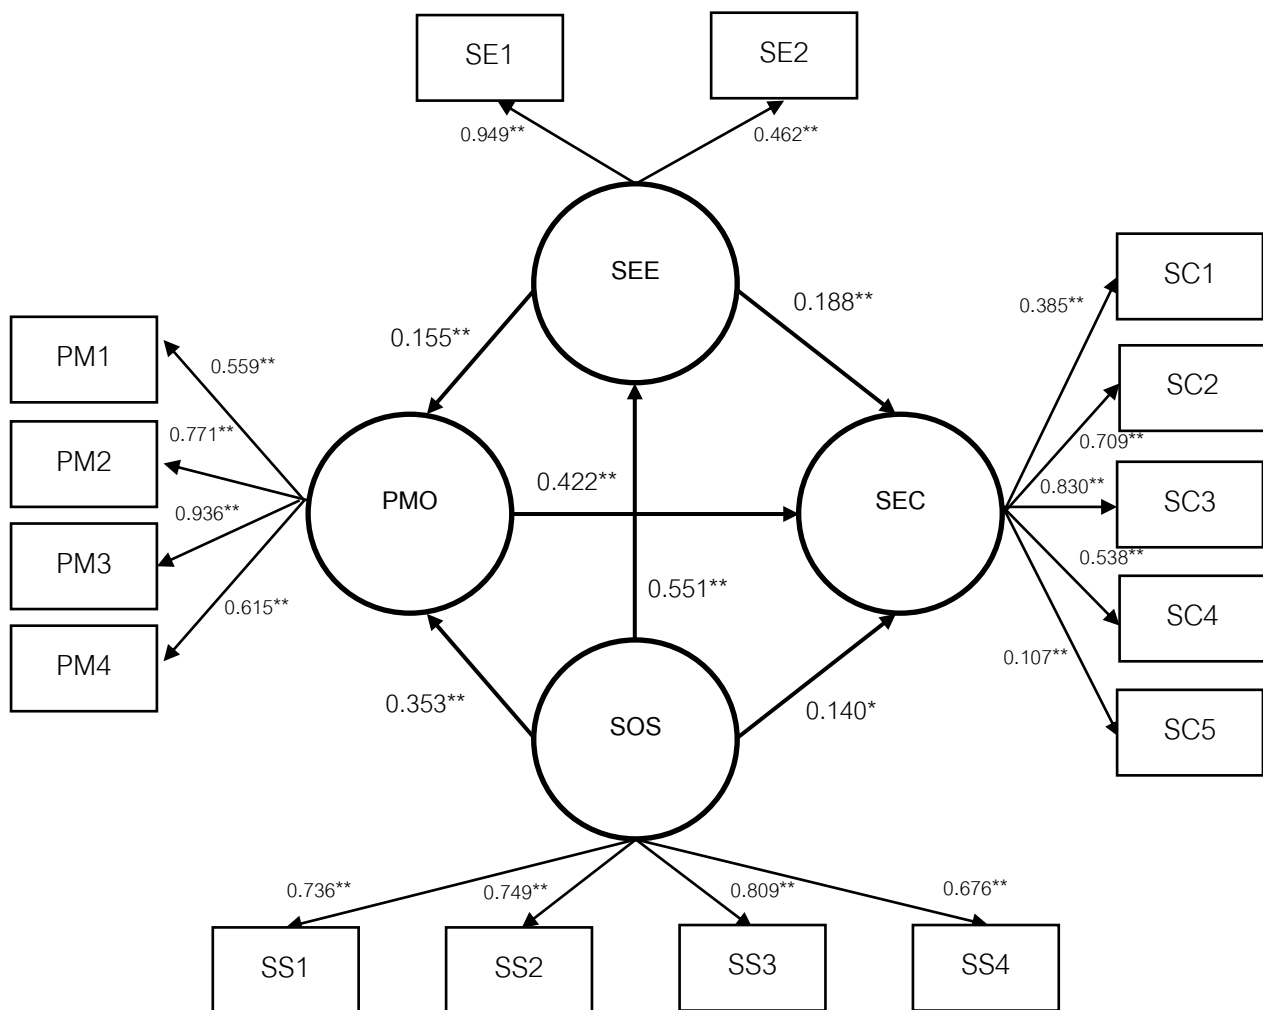 SE1
SE2
0.949**
0.462**
SEE
SC1
0.188**
0.385**
0.155**
PM1
0.559**
SC2
0.771**
0.709**
PM2
0.422**
0.830**
PMO
SEC
SC3
0.936**
0.538**
PM3
0.551**
0.615**
SC4
PM4
0.107**
0.353**
0.140*
SOS
SC5
0.736**
0.749**
0.809**
0.676**
SS1
SS2
SS3
SS4